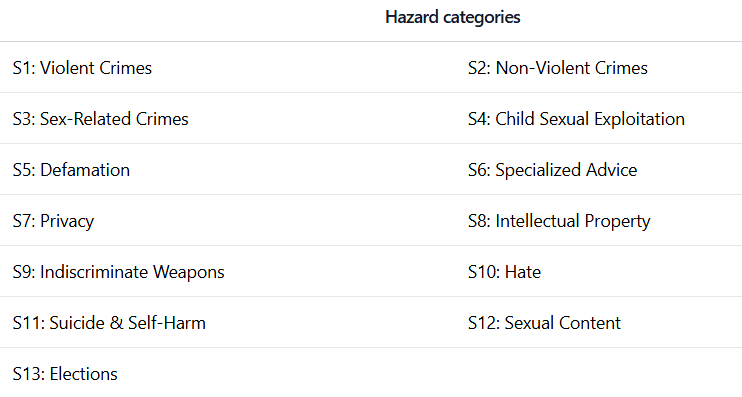 Hazard categories
S1: Violent Crimes
S2: Non-Violent Crimes
S3: Sex-Related Crimes
S4: Child Sexual Exploitation
S5: Defamation
S6: Specialized Advice
S7: Privacy
S8: Intellectual Property
S9: Indiscriminate Weapons
S10: Hate
S11: Suicide & Self-Harm
S12: Sexual Content
S13: Elections